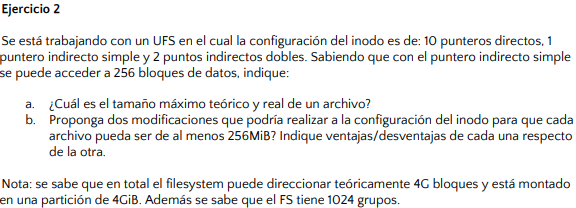 Ejercicio 2
Se está trabajando con un UFS en el cual la configuración del inodo es de: 10 punteros directos, 1
puntero indirecto simple y 2 puntos indirectos dobles. Sabiendo que con el puntero indirecto simple
se puede acceder a 256 bloques de datos, indique:
a. ¿Cuál es el tamaño máximo teórico y real de un archivo?
b. Proponga dos modificaciones que podría realizar a la configuración del inodo para que cada
archivo pueda ser de al menos 256MiB? Indique ventajas/desventajas de cada una respecto
de la otra.
Nota: se sabe que en total el filesystem puede direccionar teóricamente 4G bloques y está montado
en una partición de 4GiB. Además se sabe que el FS tiene 1024 grupos.